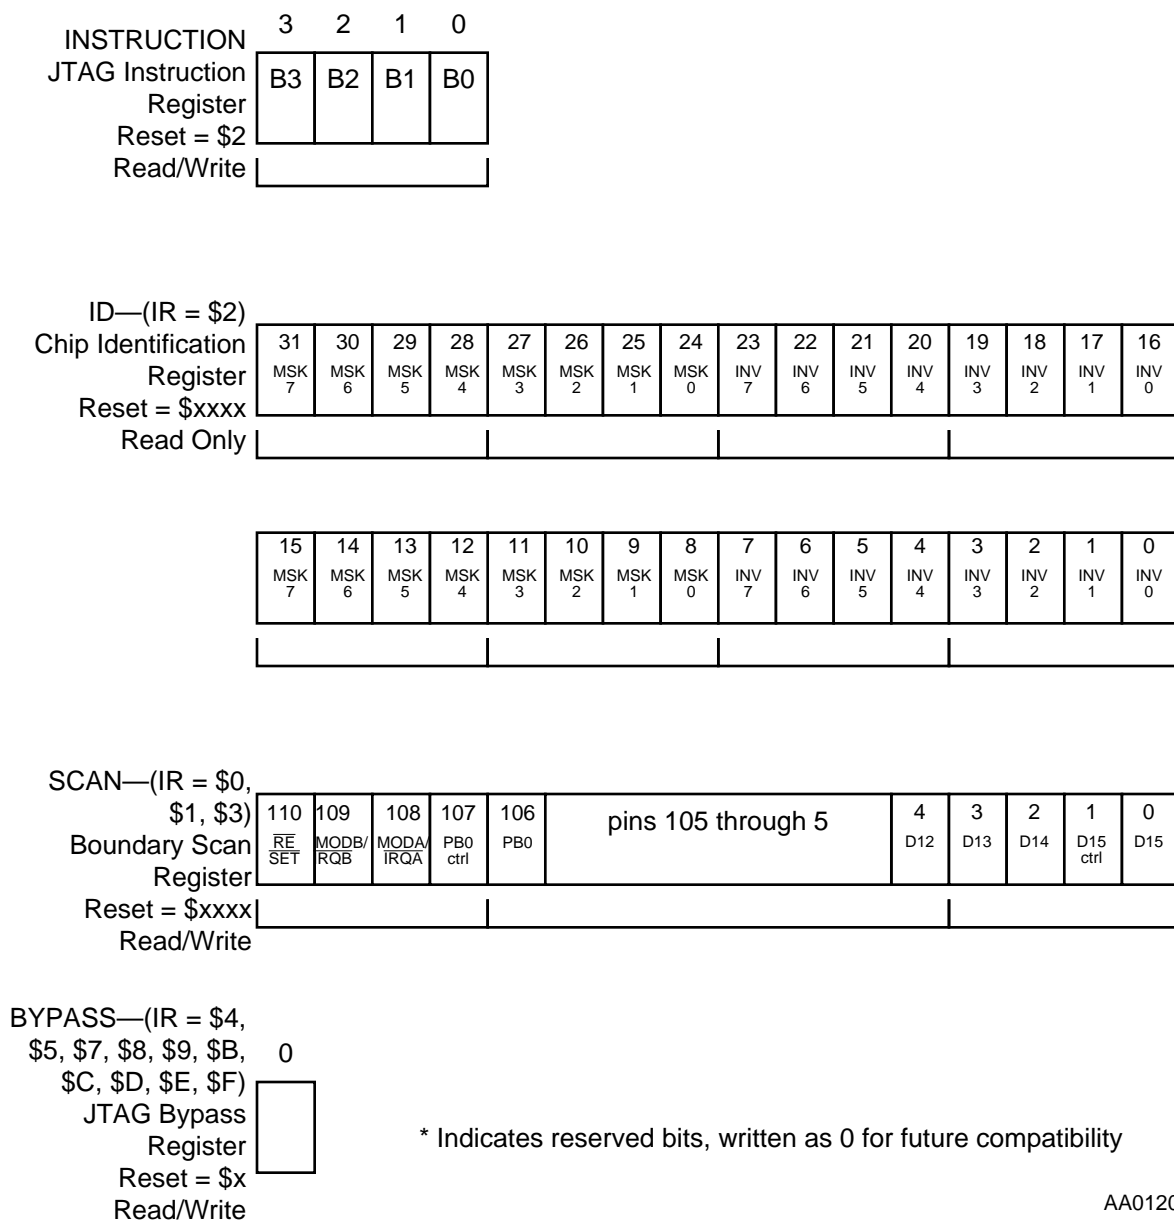 3 2 1 0
INSTRUCTION
JTAG Instruction
Register
Reset = $2
Read/Write
B3 B2 B1 B0
ID—(IR = $2)
Chip Identification
Register
Reset = $xxxx
Read Only
31 30 29 28 27 26 25 24 23 22 21 20 19 18 17 16
MSK MSK MSK MSK MSK MSK MSK MSK INV INV INV INV INV INV INV INV
7 6 5 4 3 2 1 0 7 6 5 4 3 2 1 0
15 14 13 12 11 10 9 8 7 6 5 4 3 2 1 0
MSK MSK MSK MSK MSK MSK MSK MSK INV INV INV INV INV INV INV INV
7 6 5 4 3 2 1 0 7 6 5 4 3 2 1 0
SCAN—(IR = $0,
$1, $3)
Boundary Scan
Register
Reset = $xxxx
Read/Write
110 109 108 107 106 pins 105 through 5 4 3 2 1 0
RE MODB/ MODA/ PB0 PB0 D12 D13 D14 D15 D15
SET RQB IRQA ctrl ctrl
BYPASS—(IR = $4,
$5, $7, $8, $9, $B,
$C, $D, $E, $F)
JTAG Bypass
Register
Reset = $x
Read/Write
0
* Indicates reserved bits, written as 0 for future compatibility
AA0120